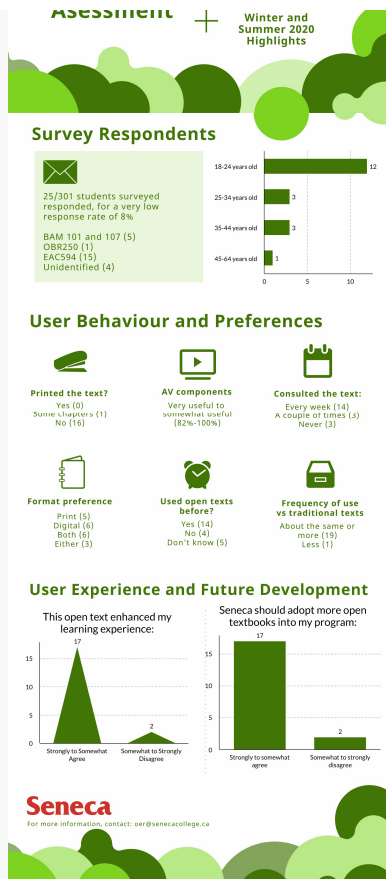 Asessment
Winter and
Summer 2020
Highlights
Survey Respondents
25/301 students surveyed
responded, for a very low
response rate of 8%
BAM 101 and 107 (5)
OBR250 (1)
EAC594 (15)
Unidentified (4)
18-24 years old
12
25-34 years old
3
35-44 years old
3
45-64 years old
1
0
5
10
User Behaviour and Preferences
Printed the text?
Yes (0)
Some chapters (1)
No (16)
AV components
Very useful to
somewhat useful
(82%-100%)
Consulted the text:
Every week (14)
A couple of times (3)
Never (3)
Format preference
Print (5)
Digital (6)
Both (6)
Either (3)
Used open texts
before?
Yes (14)
No (4)
Don't know (5)
Frequency of use
vs traditional texts
About the same or
more (19)
Less (1)
User Experience and Future Development
This open text enhanced my
learning experience:
17
15
10
5
2
0
Strongly to Somewhat
Agree
Somewhat to Strongly
Disagree
Seneca should adopt more open
textbooks into my program:
17
15
10
5
2
0
Strongly to somewhat
agree
Somewhat to strongly
disagree
Seneca
For more information, contact: oer@senecacollege.ca